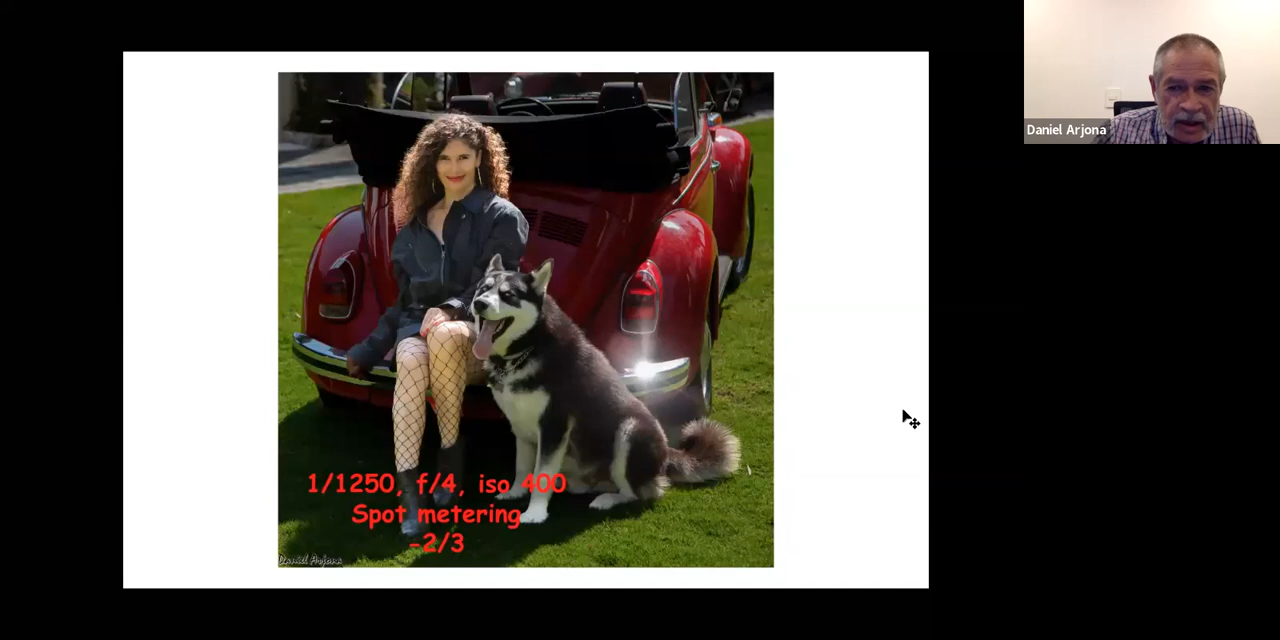 Daniel Arjona
1/1250, f/4, iso 400
Spot metering
-2/3
Daniel Arjona